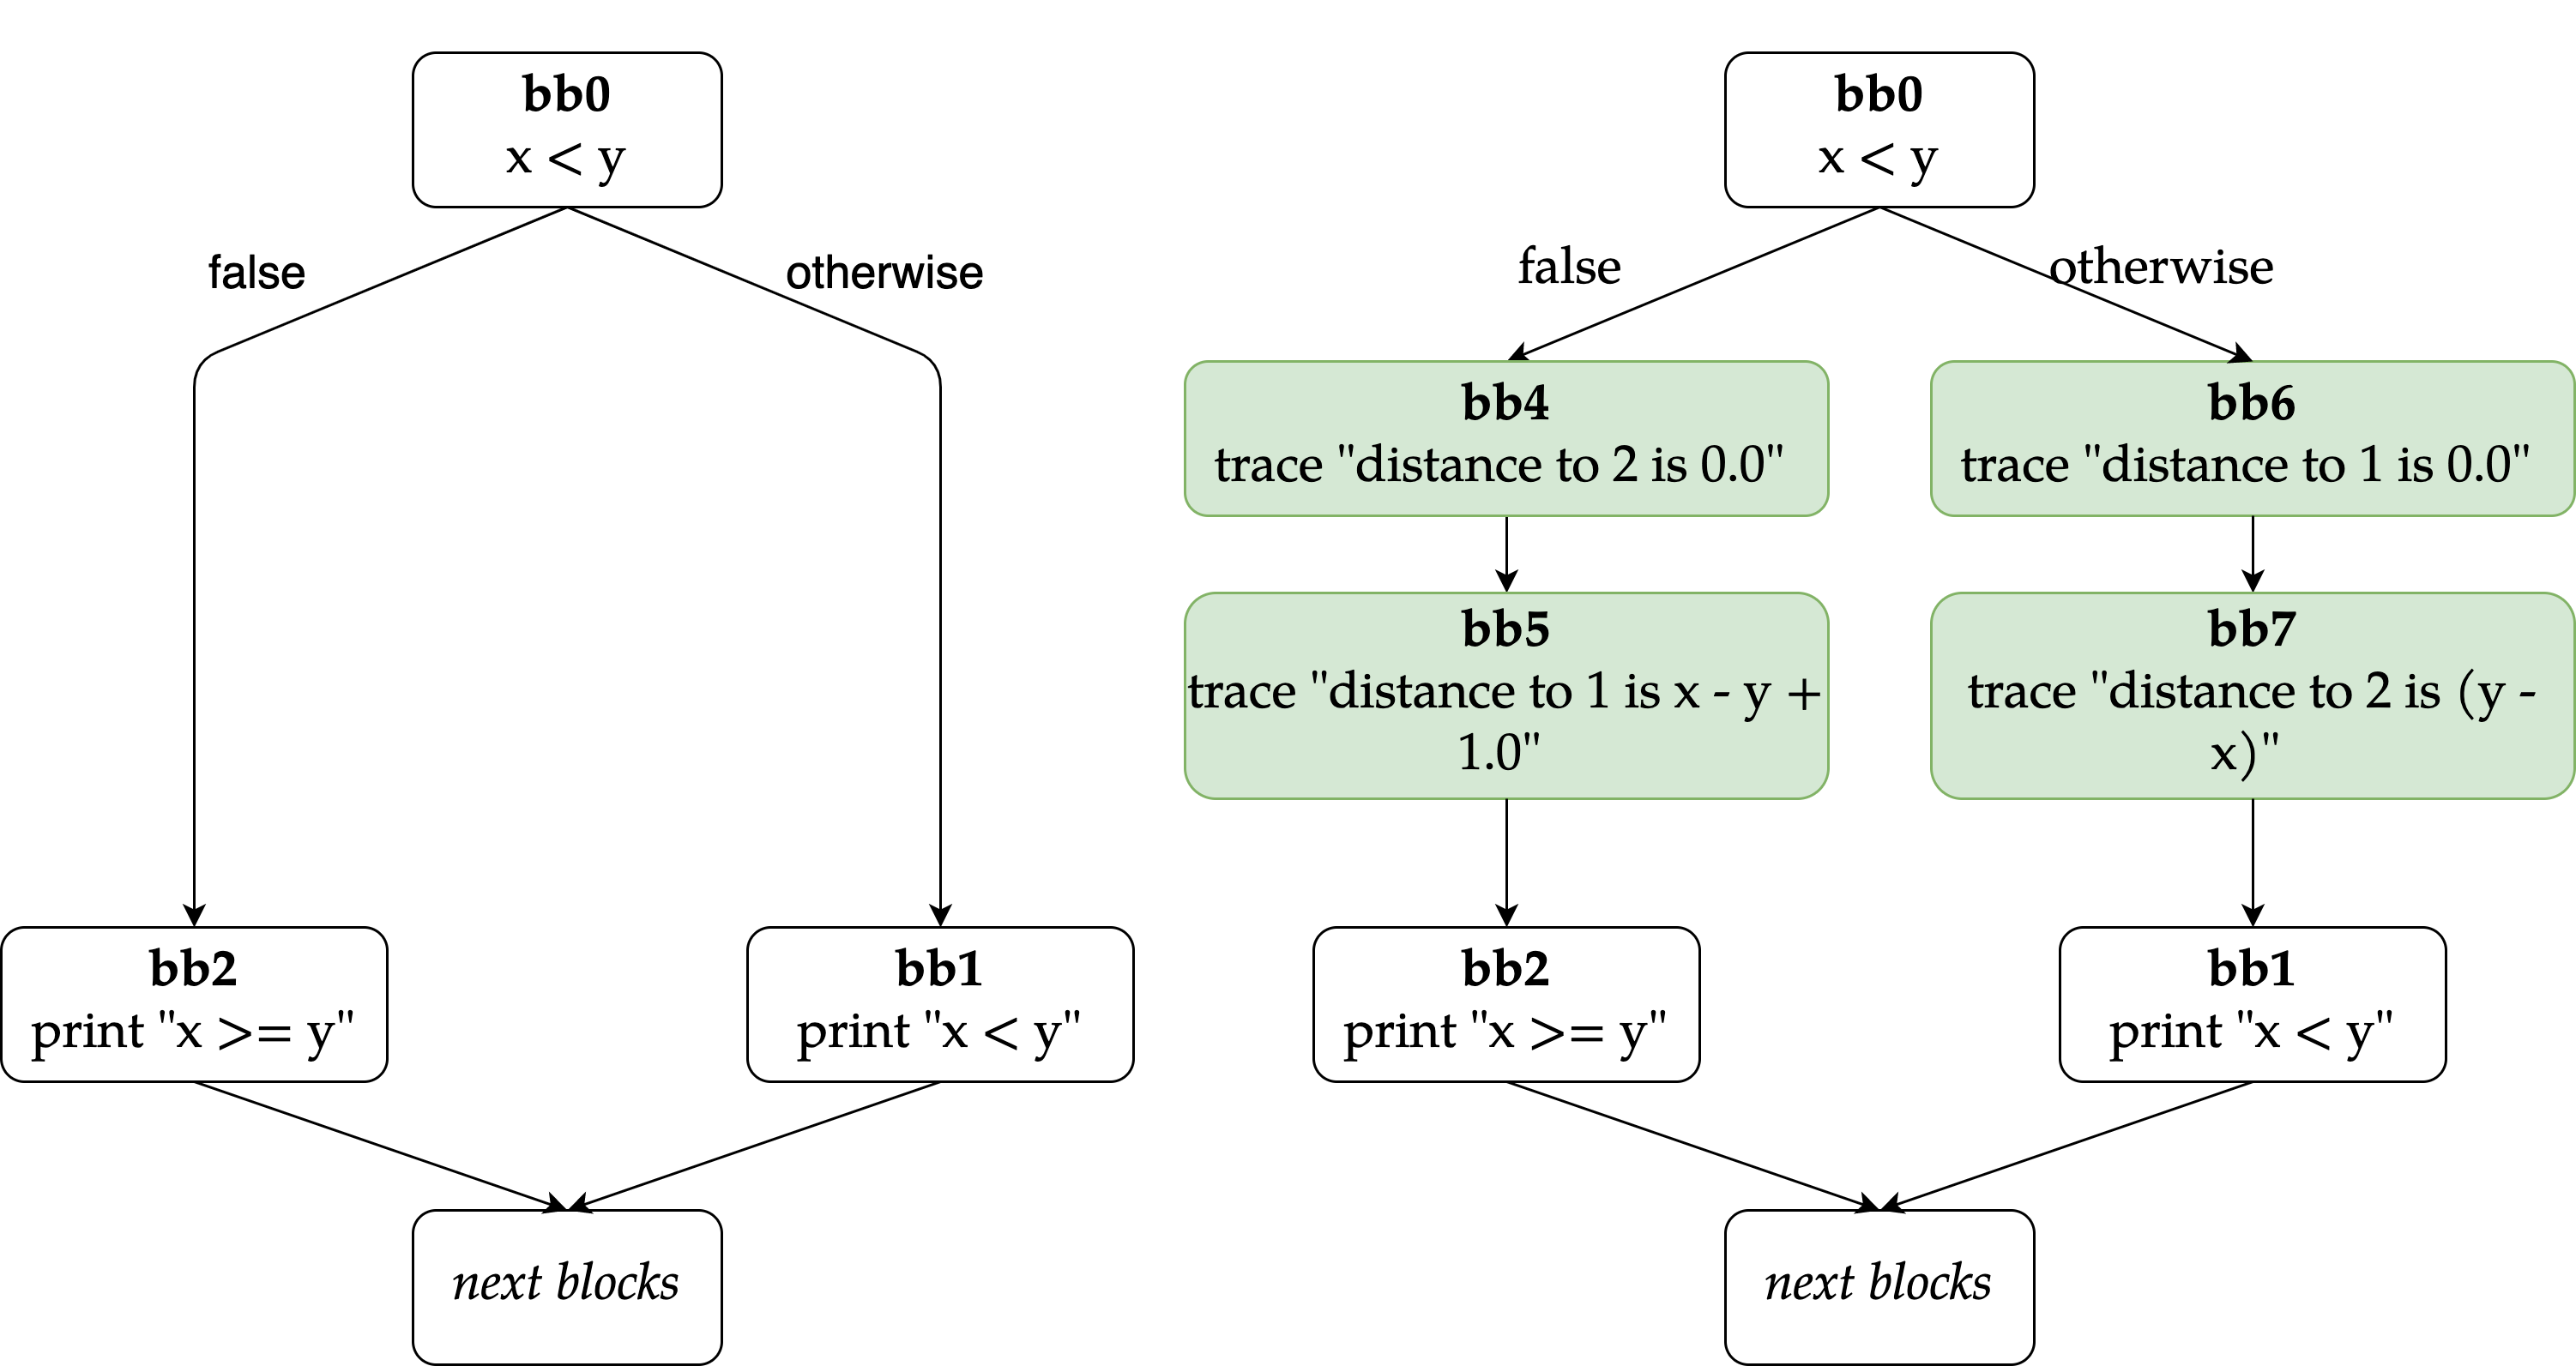 bb0
x < y
false
otherwise
bb2
print "x >= y"
bb1
print "x < y"
next blocks
bb0
x < y
false
otherwise
bb4
trace "distance to 2 is 0.0"
bb6
trace "distance to 1 is 0.0"
bb5
trace "distance to 1 is x - y +
1.0"
bb7
trace "distance to 2 is (y -
x)"
bb2
print "x >= y"
bb1
print "x < y"
next blocks